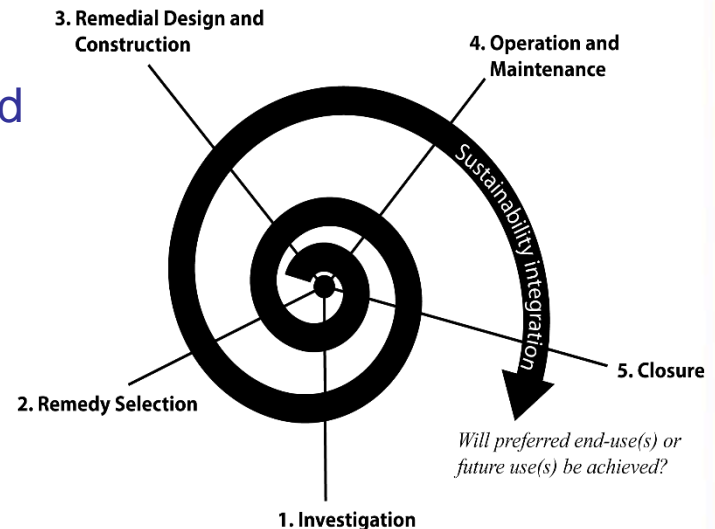 3. Remedial Design and
Construction
4. Operation and
Maintenance
d
Sustainability integration
5. Closure
2. Remedy Selection
Will preferred end-use(s) or
future use(s) be achieved?
1. Investigation